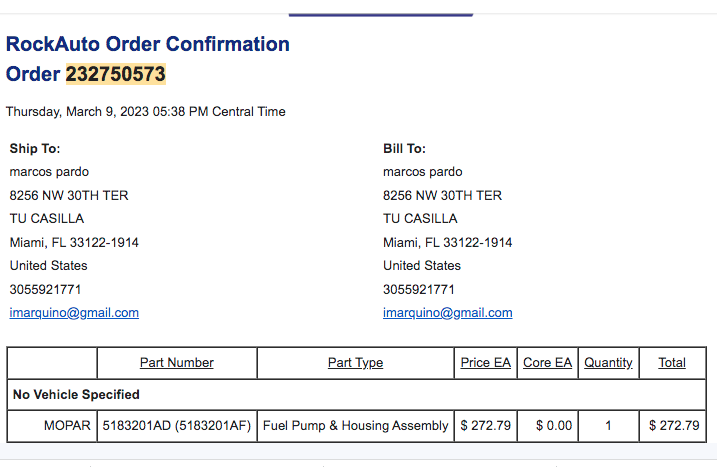 RockAuto Order Confirmation
Order 232750573
Thursday, March 9, 2023 05:38 PM Central Time
Ship To:
marcos pardo
8256 NW 30TH TER
TU CASILLA
Miami, FL 33122-1914
United States
3055921771
imarquino@gmail.com
Bill To:
marcos pardo
8256 NW 30TH TER
TU CASILLA
Miami, FL 33122-1914
United States
3055921771
imarquino@gmail.com
Part Number Part Type Price EA Core EA Quantity Total
No Vehicle Specified
MOPAR 5183201AD (5183201AF) Fuel Pump & Housing Assembly $ 272.79 $ 0.00 1 $ 272.79